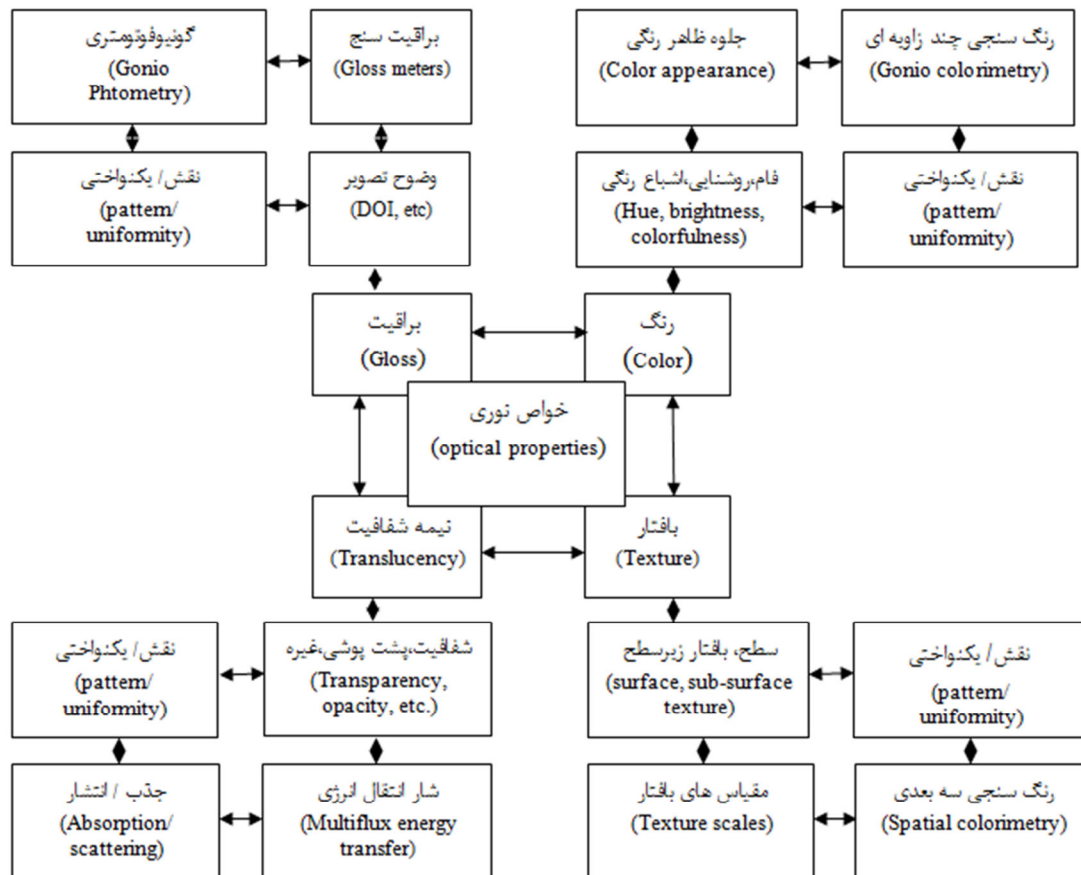 گونیوفوتومتری
(Gonio
Phtometry)
براقیت سنج
(Gloss meters)
جلوه ظاهر رنگی
(Color appearance)
رنگ سنجی چند زاویه ای
(Gonio colorimetry)
نقش/ یکنواختی
(pattern/
uniformity)
وضوح تصویر
(DOI, etc)
فام،روشنایی،اشباع رنگی
(Hue, brightness,
colorfulness)
نقش/ یکنواختی
(pattern/
uniformity)
براقیت
(Gloss)
رنگ
(Color)
خواص نوری
(optical properties)
نیمه شفافیت
(Translucency)
بافتار
(Texture)
نقش/ یکنواختی
(pattern/
uniformity)
شفافیت،پشت پوشی،غیره
(Transparency,
opacity, etc.)
سطح، بافتار زیرسطح
(surface, sub-surface
texture)
نقش/ یکنواختی
(pattern/
uniformity)
جذب / انتشار
(Absorption/
scattering)
شار انتقال انرژی
(Multiflux energy
transfer)
مقیاس های بافتار
(Texture scales)
رنگ سنجی سه بعدی
(Spatial colorimetry)